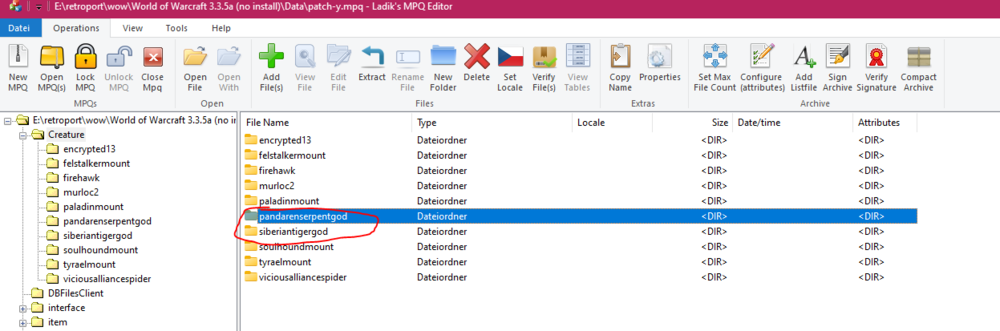 E:\retroport\wow\World of Warcraft 3.3.5a (no install)\Data\patch-y.mpq - Ladik's MPQ Editor
Datei Operations View Tools Help
New MPQ Open MPQ(s) Lock MPQ Unlock MPQ Close Mpq Open File Open With Add File(s) View File Edit File Extract Rename File New Folder Delete Set Locale Verify Files View Tables Copy Name Properties Set Max File Count Configure (attributes) Add Listfile Sign Archive Verify Signature Compact Archive
MPQs Open Files Extras Archive
E:\retroport\wow\World of Warcraft 3.3.5a (no in
Creature
encrypted13
felstalkermount
firehawk
murloc2
paladinmount
pandarenserpentgod
siberiantigergod
soulhoundmount
tyraelmount
viciousalliancespider
DBFilesClient
interface
item
File Name Type Locale Size Date/time Attributes
encrypted13 Dateiordner <DIR> <DIR>
felstalkermount Dateiordner <DIR> <DIR>
firehawk Dateiordner <DIR> <DIR>
murloc2 Dateiordner <DIR> <DIR>
paladinmount Dateiordner <DIR> <DIR>
pandarenserpentgod Dateiordner <DIR> <DIR>
siberiantigergod Dateiordner <DIR> <DIR>
soulhoundmount Dateiordner <DIR> <DIR>
tyraelmount Dateiordner <DIR> <DIR>
viciousalliancespider Dateiordner <DIR> <DIR>